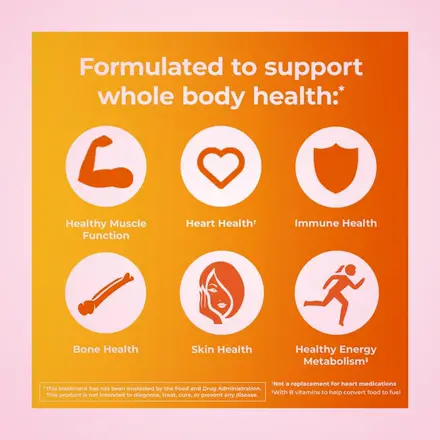 Formulated to support
whole body health:*
Healthy Muscle
Function
Heart Health†
Immune Health
Bone Health
Skin Health
Healthy Energy
Metabolism‡
*This statement has not been evaluated by the Food and Drug Administration.
This product is not intended to diagnose, treat, cure, or prevent any disease.
†Not a replacement for heart medications
‡With B vitamins to help convert food to fuel